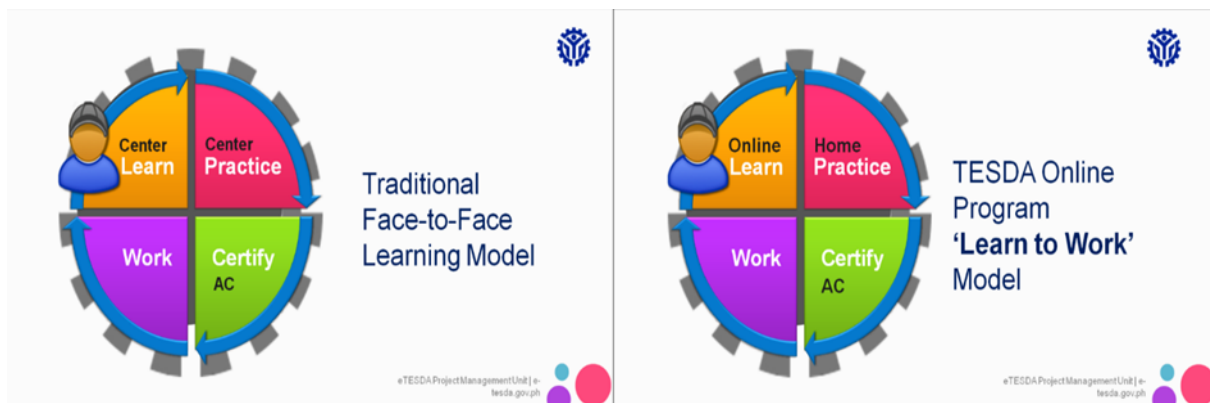 Center
Learn
Center
Practice
Work
Certify
AC
Traditional
Face-to-Face
Learning Model
eTESDA Project Management Unit | e-
tesda.gov.ph
Online
Learn
Home
Practice
Work
Certify
AC
TESDA Online
Program
‘Learn to Work’
Model
eTESDA Project Management Unit | e-
tesda.gov.ph